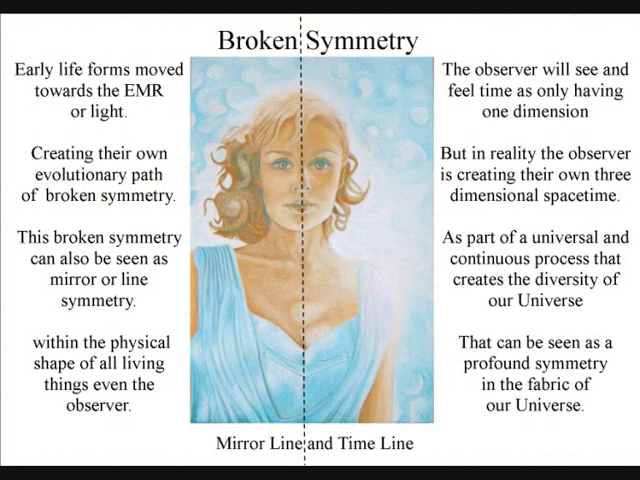 Broken Symmetry
Early life forms moved
towards the EMR
or light.
Creating their own
evolutionary path
of broken symmetry.
This broken symmetry
can also be seen as
mirror or line
symmetry.
within the physical
shape of all living
things even the
observer.
The observer will see and
feel time as only having
one dimension
But in reality the observer
is creating their own three
dimensional spacetime.
As part of a universal and
continuous process that
creates the diversity of
our Universe
That can be seen as a
profound symmetry
in the fabric of
our Universe.
Mirror Line and Time Line